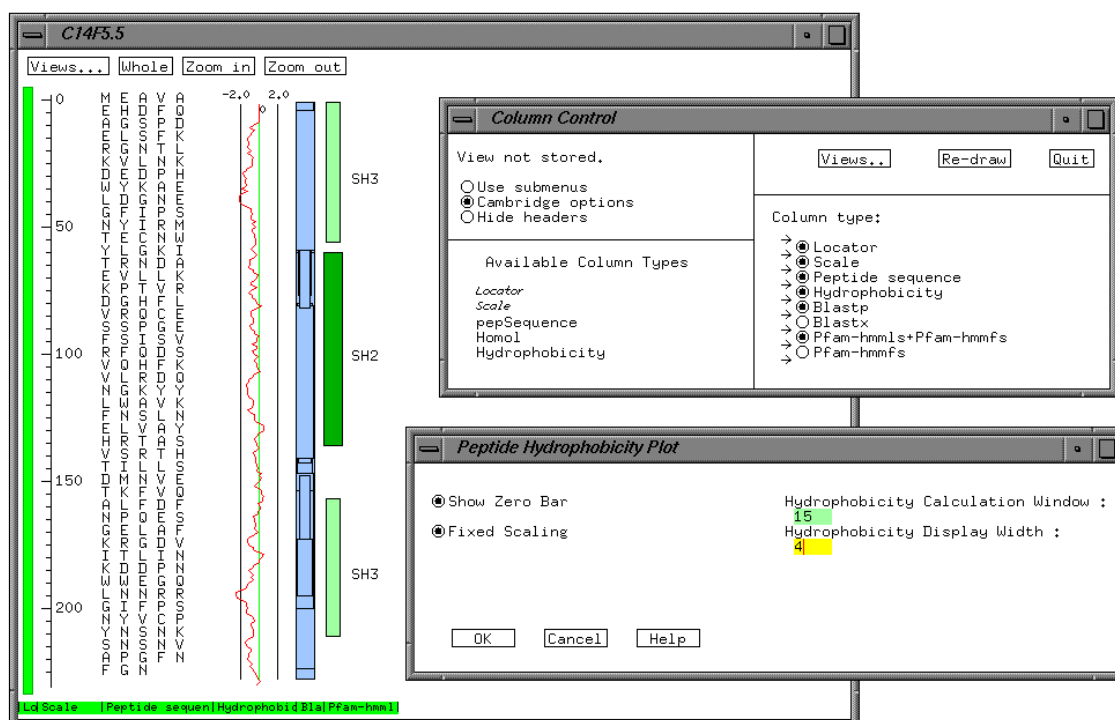 C14F5.5
Views... Whole Zoom in Zoom out
-2.0 0 2.0
0
50
100
150
200
M E A V A
E H D F Q
A G S P D
E L S F K
R G N T L
K V L N K
D E D P H
W Y K A E
L D G N E
G F I P S
N Y I R M
T E C N W
Y L G K I
T R N D A
E V L L K
K P T V R
D G H F L
V R Q C E
S S P G E
F S I S V
R F Q D S
V Q H F K
V L R D Q
N G K Y Y
L W A V K
F N S L N
E L V A Y
H R T A S
V S R T H
T I L L S
D M N V E
T K F V Q
A L F D F
N P Q E S
G E L A F
K R G D V
I T L I N
K D D P N
W W E G Q
L N N R R
G I F P S
N Y V C P
Y N S N K
S N S N V
A P G F N
F G N
SH3
SH2
SH3
Lo Scale Peptide sequen Hydrophobic Bla Pfam-hmml
Column Control
View not stored.
Use submenus
Cambridge options
Hide headers
Available Column Types
Locator
Scale
pepSequence
Homol
Hydrophobicity
Views.. Re-draw Quit
Column type:
Locator
Scale
Peptide sequence
Hydrophobicity
Blastp
Blastx
Pfam-hmmls+Pfam-hmmfs
Pfam-hmmfs
Peptide Hydrophobicity Plot
Show Zero Bar
Fixed Scaling
Hydrophobicity Calculation Window :
15
Hydrophobicity Display Width :
4
OK Cancel Help